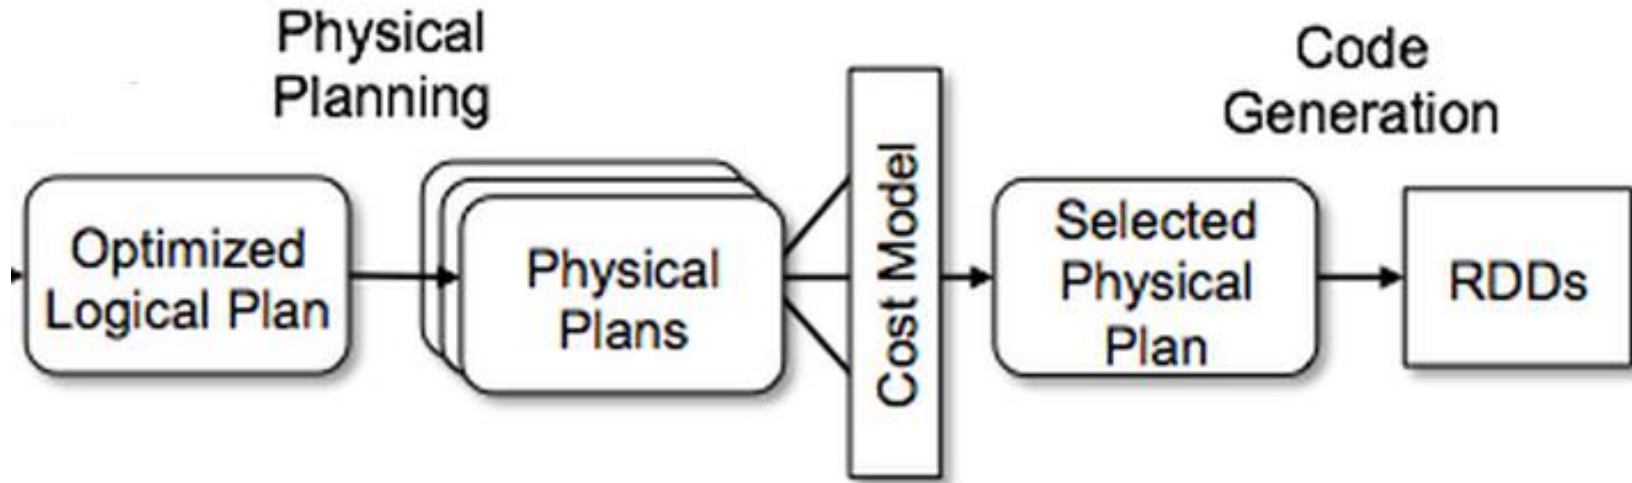 Physical
Planning
Code
Generation
Optimized
Logical Plan
Physical
Plans
Cost Model
Selected
Physical
Plan
RDDs